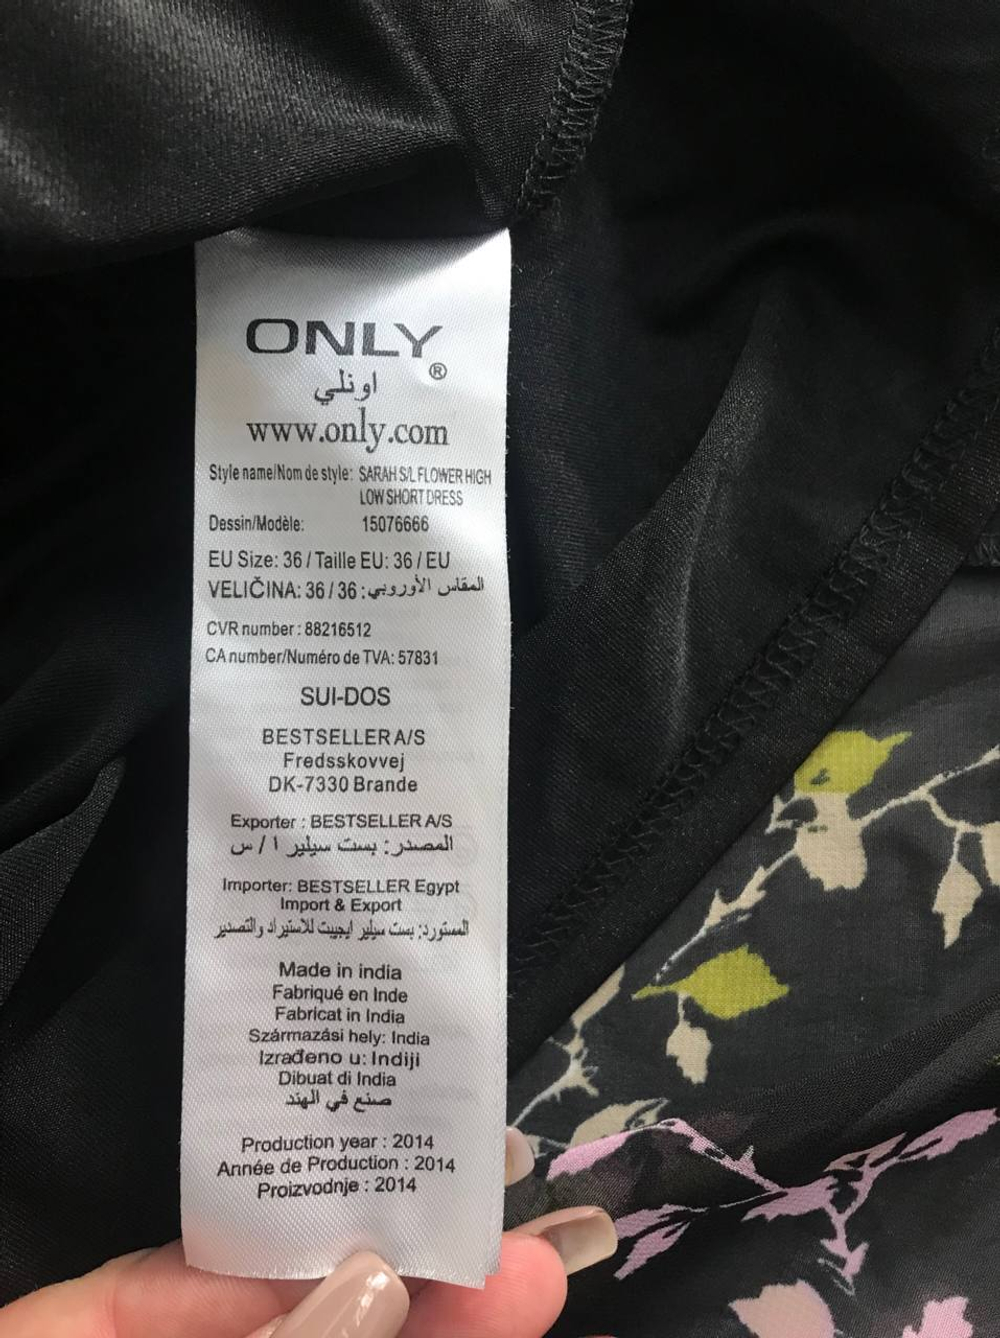 ONLY
®
اونلي
www.only.com
Style name/Nom de style: SARAH S/L FLOWER HIGH
LOW SHORT DRESS
Dessin/Modèle: 15076666
EU Size: 36 / Taille EU: 36 / EU
VELIČINA: 36 / 36 :المقاس الأوروبي
CVR number : 88216512
CA number/Numéro de TVA: 57831
SUI-DOS
BESTSELLER A/S
Fredsskovvej
DK-7330 Brande
Exporter : BESTSELLER A/S
المصدر: بست سيلير ا / س
Importer: BESTSELLER Egypt
Import & Export
المستورد: بست سيلير ايجيبت للاستيراد والتصدير
Made in india
Fabriqué en Inde
Fabricat in India
Származási hely: India
Izrađeno u: Indiji
Dibuat di India
صنع في الهند
Production year : 2014
Année de Production : 2014
Proizvodnje : 2014